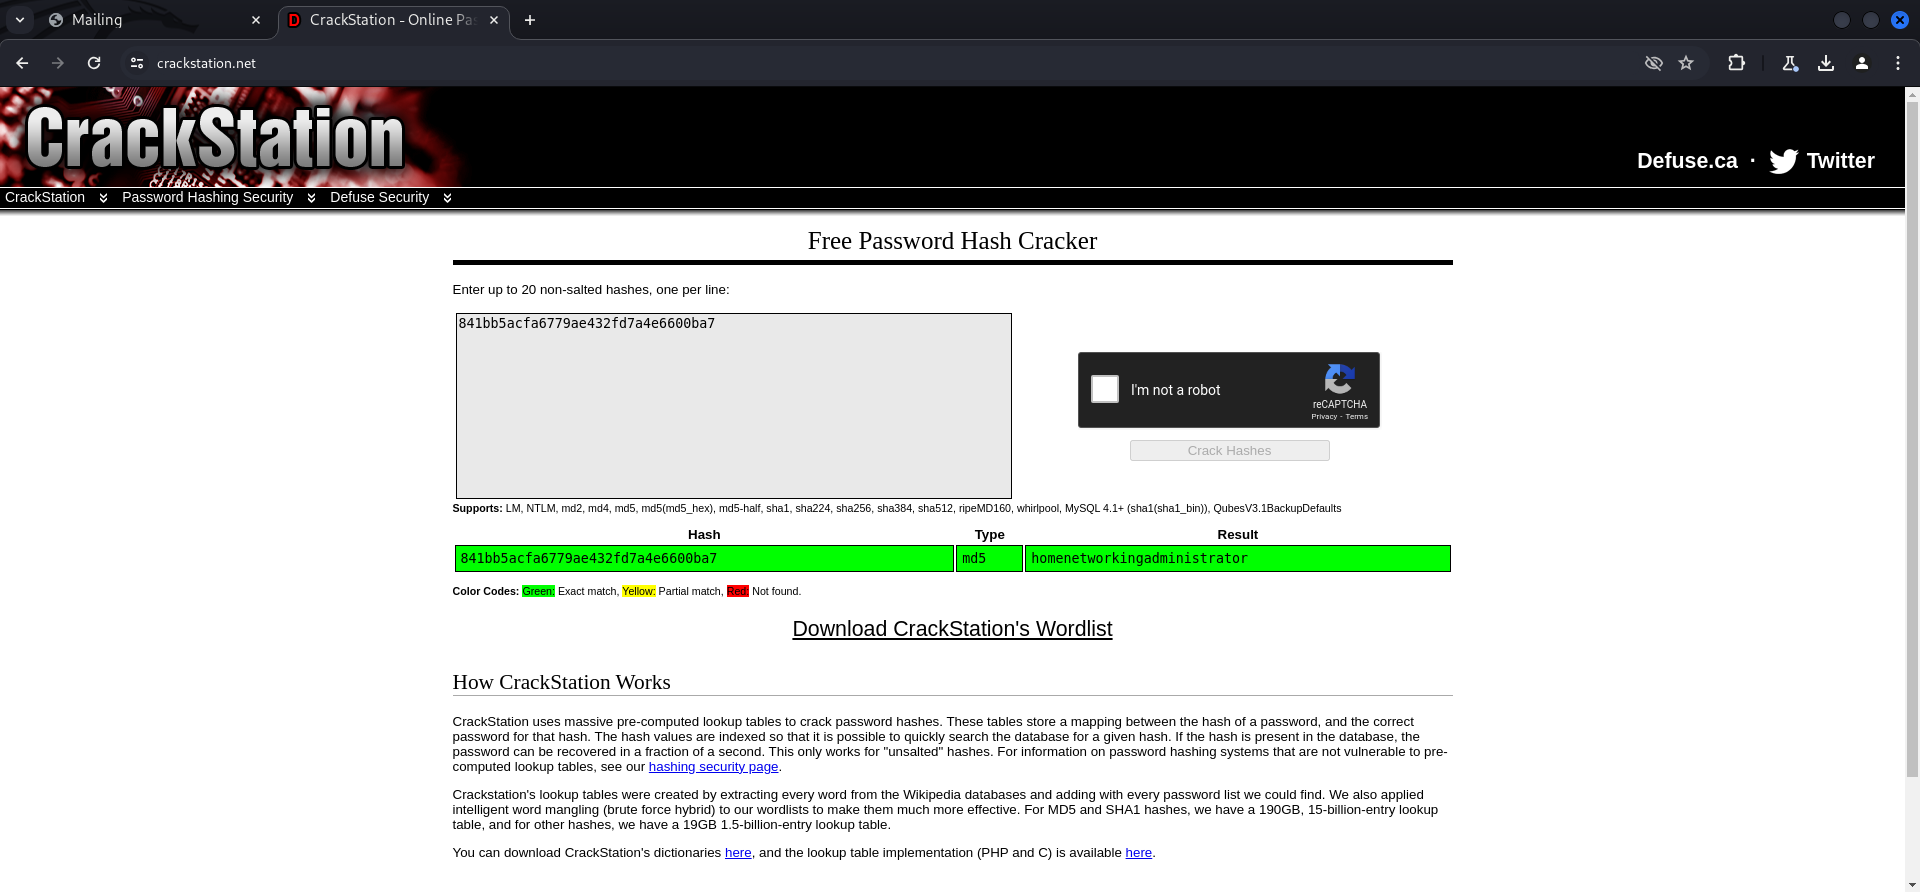 Mailing
CrackStation - Online Pas
crackstation.net
CrackStation
Defuse.ca · Twitter
CrackStation Password Hashing Security Defuse Security
Free Password Hash Cracker
Enter up to 20 non-salted hashes, one per line:
841bb5acfa6779ae432fd7a4e6600ba7
I'm not a robot
reCAPTCHA
Privacy - Terms
Crack Hashes
Supports: LM, NTLM, md2, md4, md5, md5(md5_hex), md5-half, sha1, sha224, sha256, sha384, sha512, ripeMD160, whirlpool, MySQL 4.1+ (sha1(sha1_bin)), QubesV3.1BackupDefaults
Hash Type Result
841bb5acfa6779ae432fd7a4e6600ba7 md5 homenetworkingadministrator
Color Codes: Green: Exact match, Yellow: Partial match, Red: Not found.
Download CrackStation's Wordlist
How CrackStation Works
CrackStation uses massive pre-computed lookup tables to crack password hashes. These tables store a mapping between the hash of a password, and the correct
password for that hash. The hash values are indexed so that it is possible to quickly search the database for a given hash. If the hash is present in the database, the
password can be recovered in a fraction of a second. This only works for "unsalted" hashes. For information on password hashing systems that are not vulnerable to pre-
computed lookup tables, see our hashing security page.
Crackstation's lookup tables were created by extracting every word from the Wikipedia databases and adding with every password list we could find. We also applied
intelligent word mangling (brute force hybrid) to our wordlists to make them much more effective. For MD5 and SHA1 hashes, we have a 190GB, 15-billion-entry lookup
table, and for other hashes, we have a 19GB 1.5-billion-entry lookup table.
You can download CrackStation's dictionaries here, and the lookup table implementation (PHP and C) is available here.